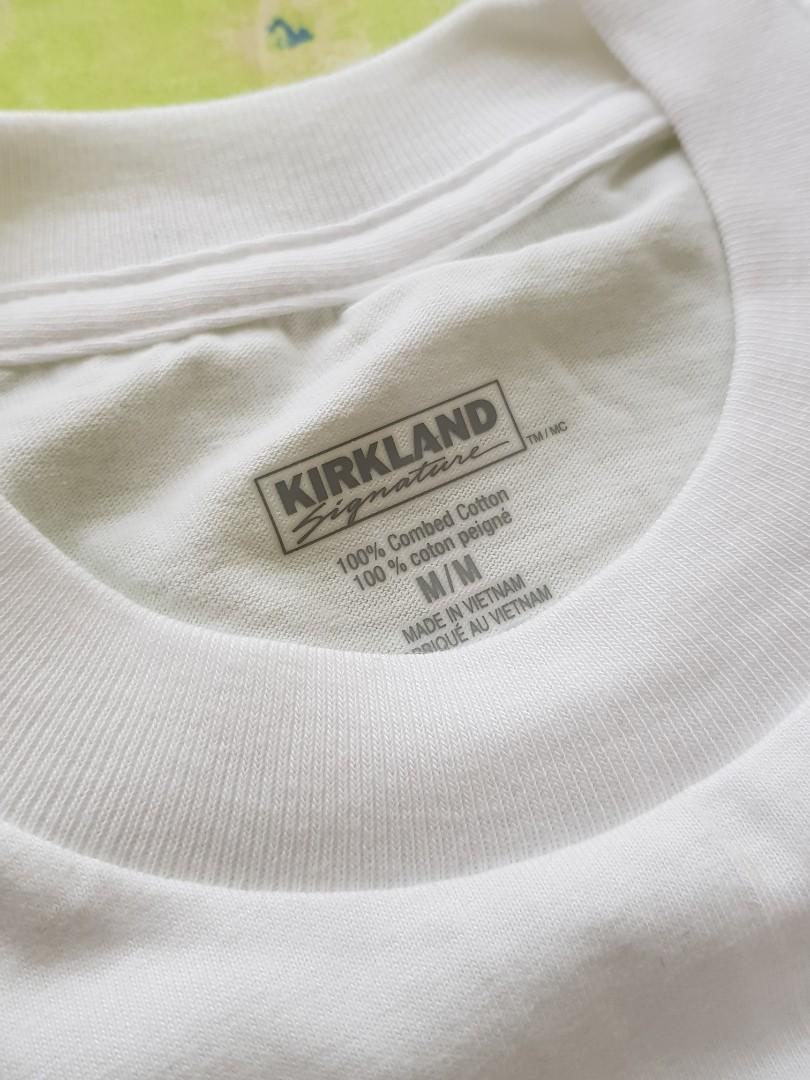 KIRKLAND
Signature TM/MC
100% Combed Cotton
100 % coton peigné
M/M
MADE IN VIETNAM
AU VIETNAM